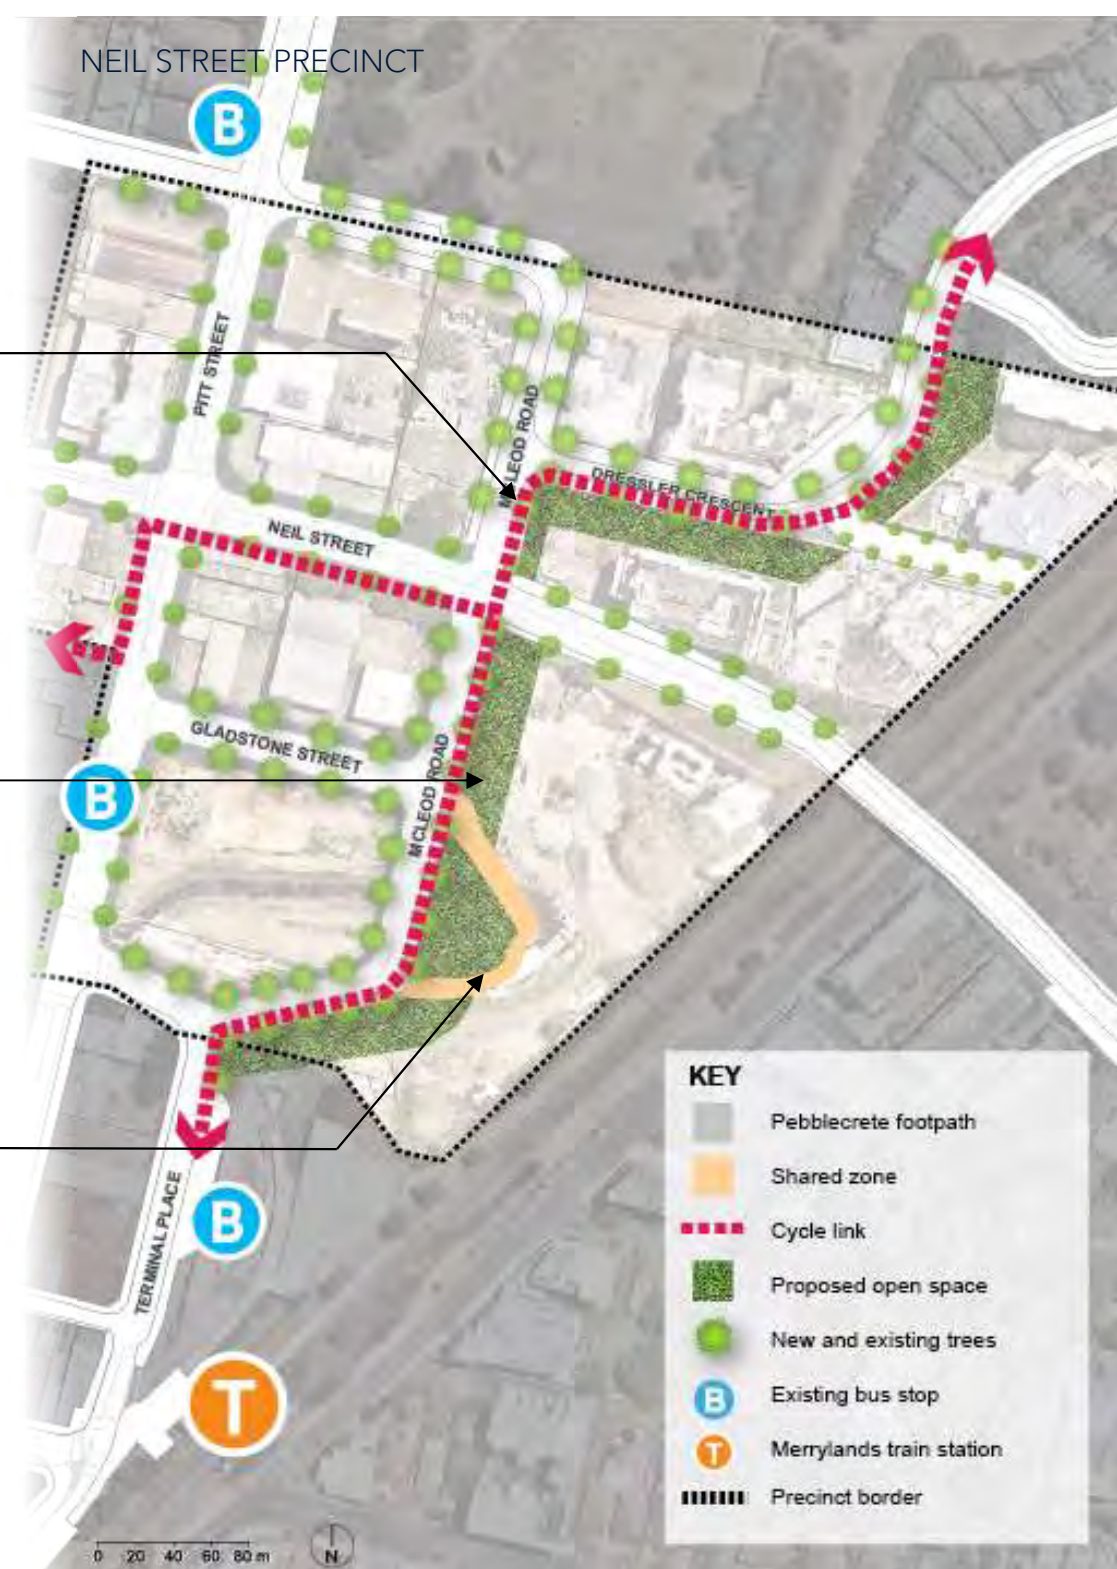 NEIL STREET PRECINCT
B
PITT STREET
MCLEOD ROAD
DRESSLER CRESCENT
NEIL STREET
GLADSTONE STREET
MCLEOD ROAD
B
KEY
Pebblecrete footpath
Shared zone
Cycle link
Proposed open space
New and existing trees
B
Existing bus stop
T
Merrylands train station
Precinct border
B
TERMINAL PLACE
T
0 20 40 60 80 m
N